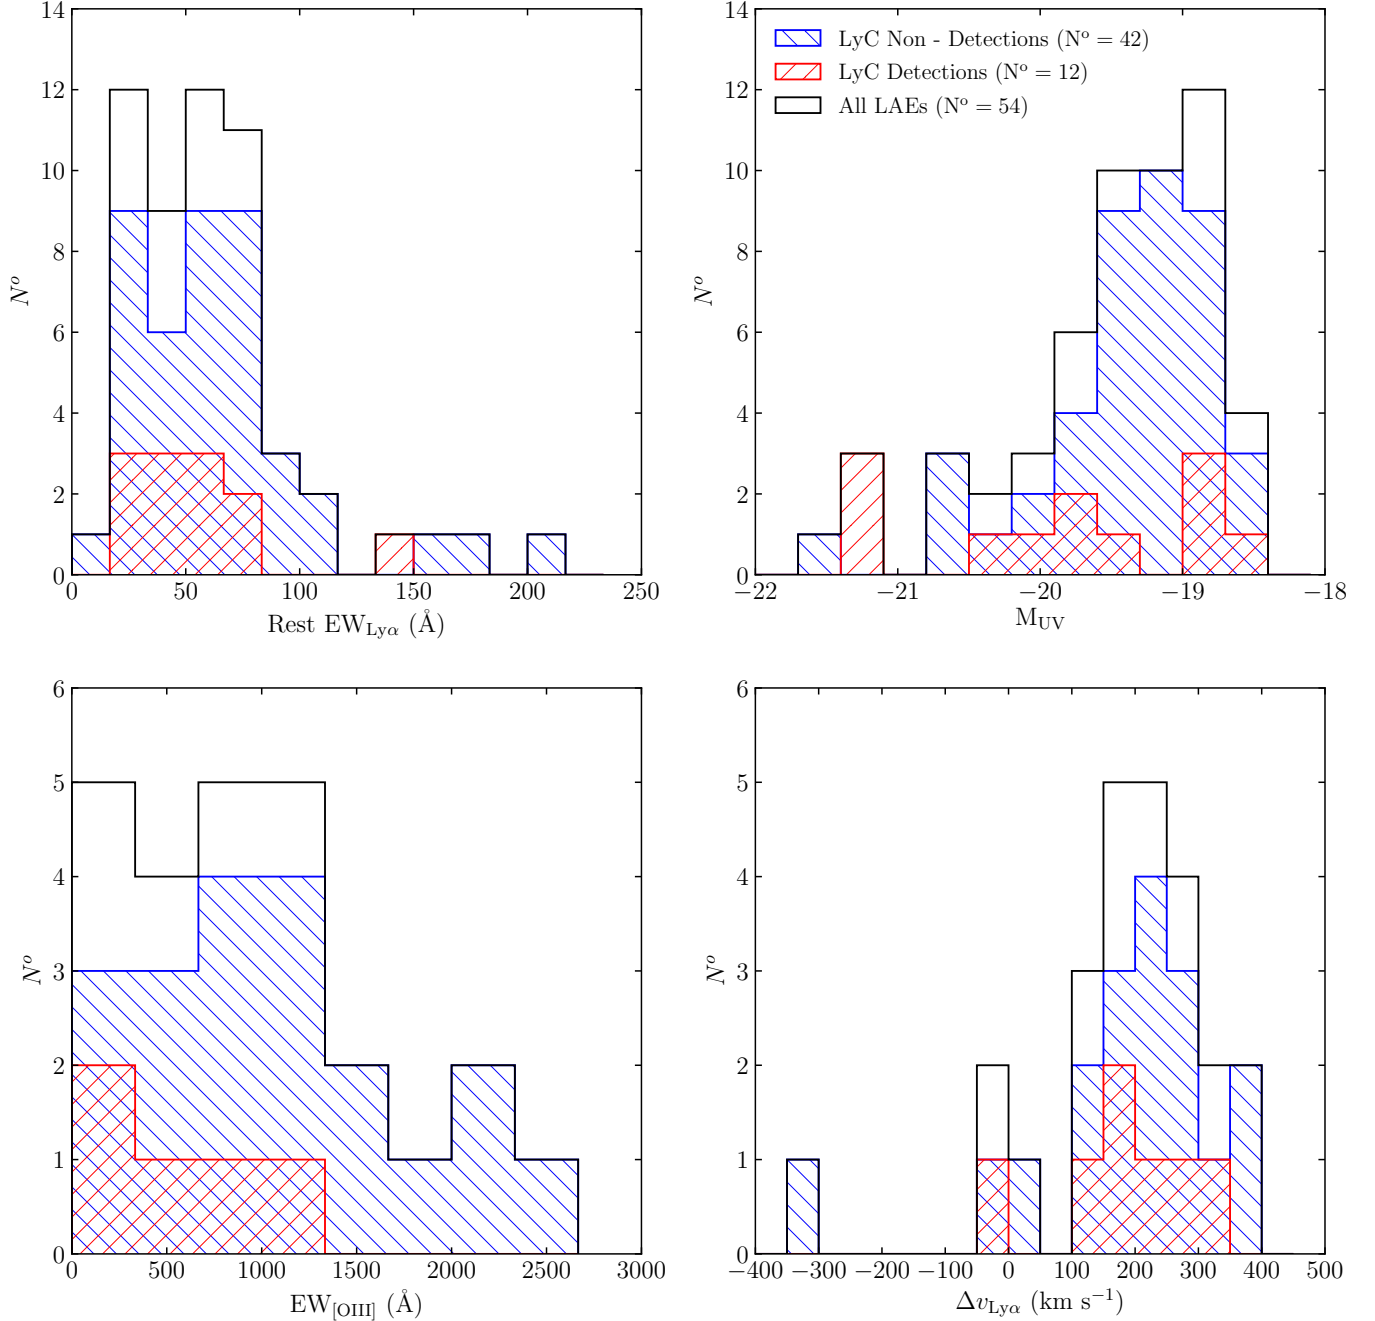 14
12
10
8
6
4
2
0
N°
0 50 100 150 200 250
Rest EW_Lyα (Å)
14
12
10
8
6
4
2
0
N°
LyC Non - Detections (N° = 42)
LyC Detections (N° = 12)
All LAEs (N° = 54)
−22 −21 −20 −19 −18
M_UV
6
5
4
3
2
1
0
N°
0 500 1000 1500 2000 2500 3000
EW_[OIII] (Å)
6
5
4
3
2
1
0
N°
−400 −300 −200 −100 0 100 200 300 400 500
Δv_Lyα (km s⁻¹)